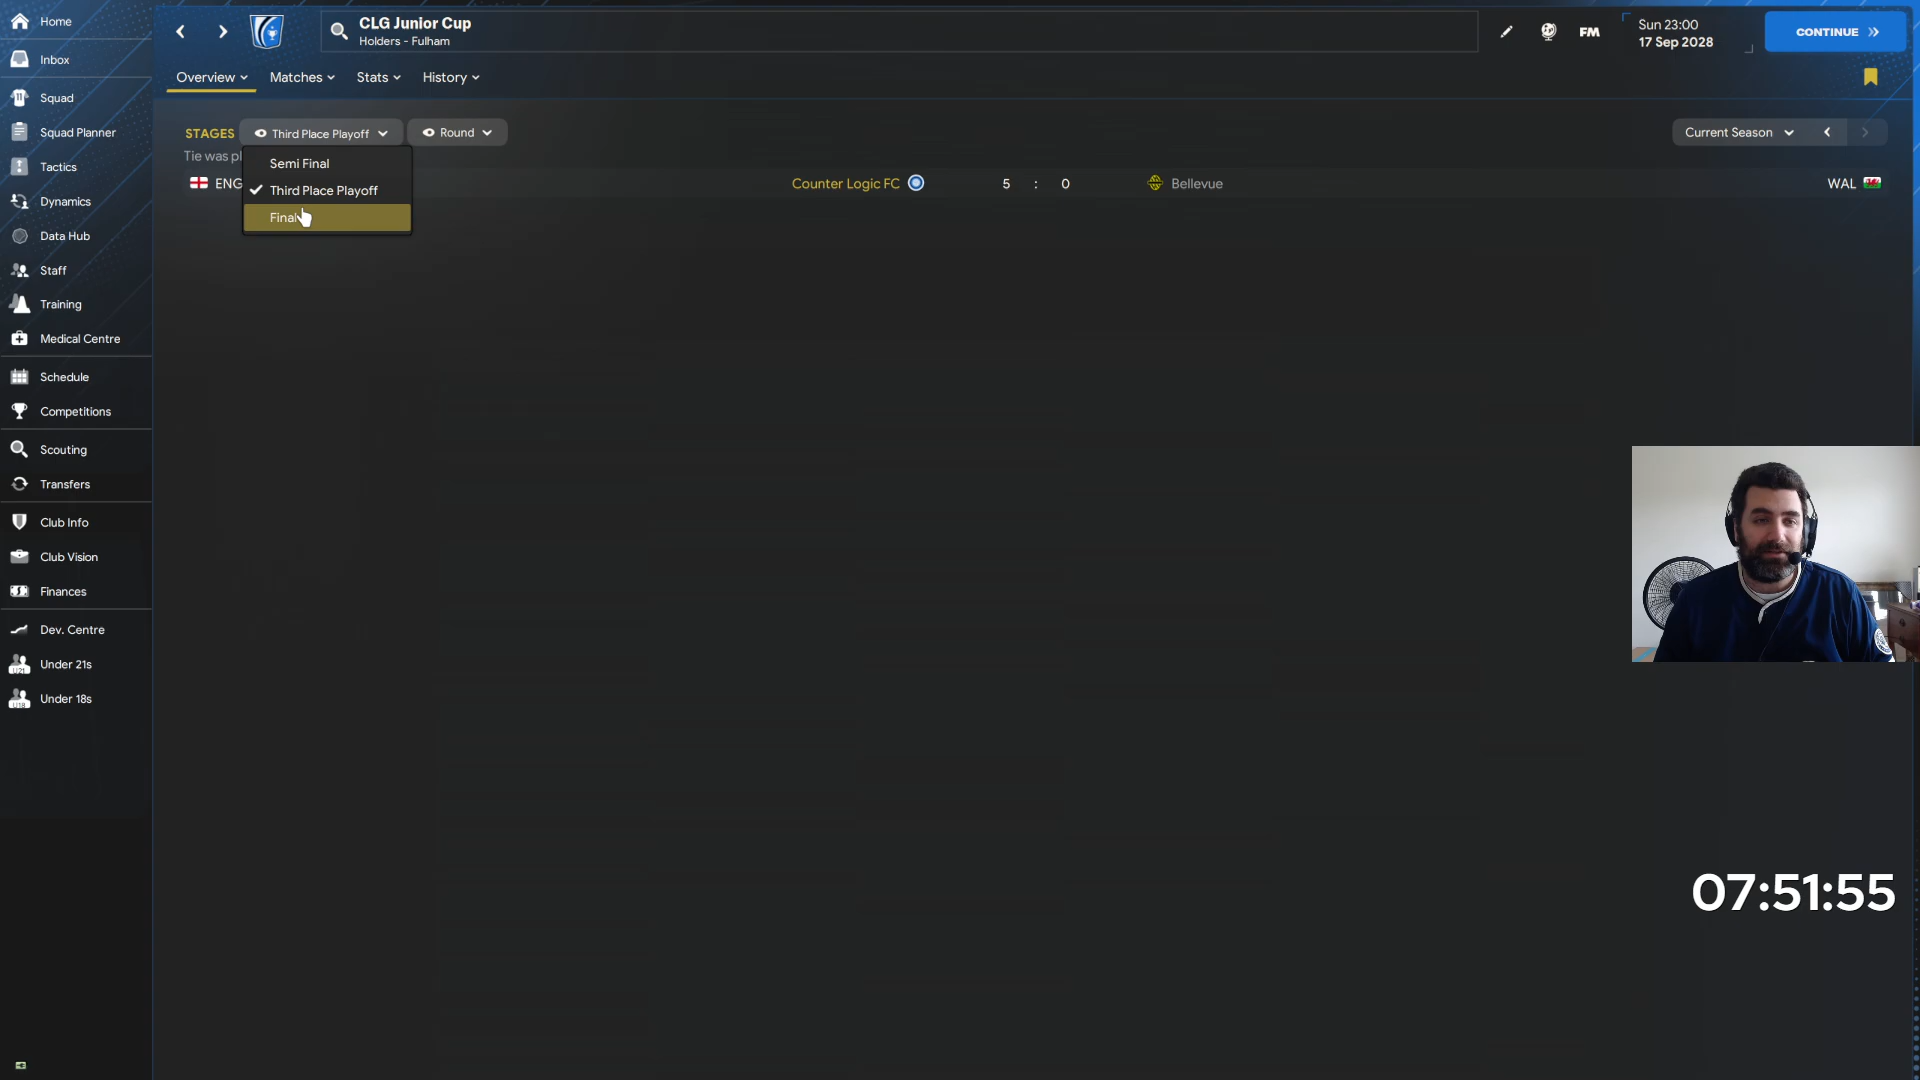 Home
Inbox
Squad
Squad Planner
Tactics
Dynamics
Data Hub
Staff
Training
Medical Centre
Schedule
Competitions
Scouting
Transfers
Club Info
Club Vision
Finances
Dev. Centre
Under 21s
Under 18s
CLG Junior Cup
Holders - Fulham
FM
Sun 23:00
17 Sep 2028
CONTINUE
Overview
Matches
Stats
History
STAGES
Third Place Playoff
Round
Current Season
Tie was pl
Semi Final
Third Place Playoff
Final
ENG
Counter Logic FC
5 : 0
Bellevue
WAL
07:51:55